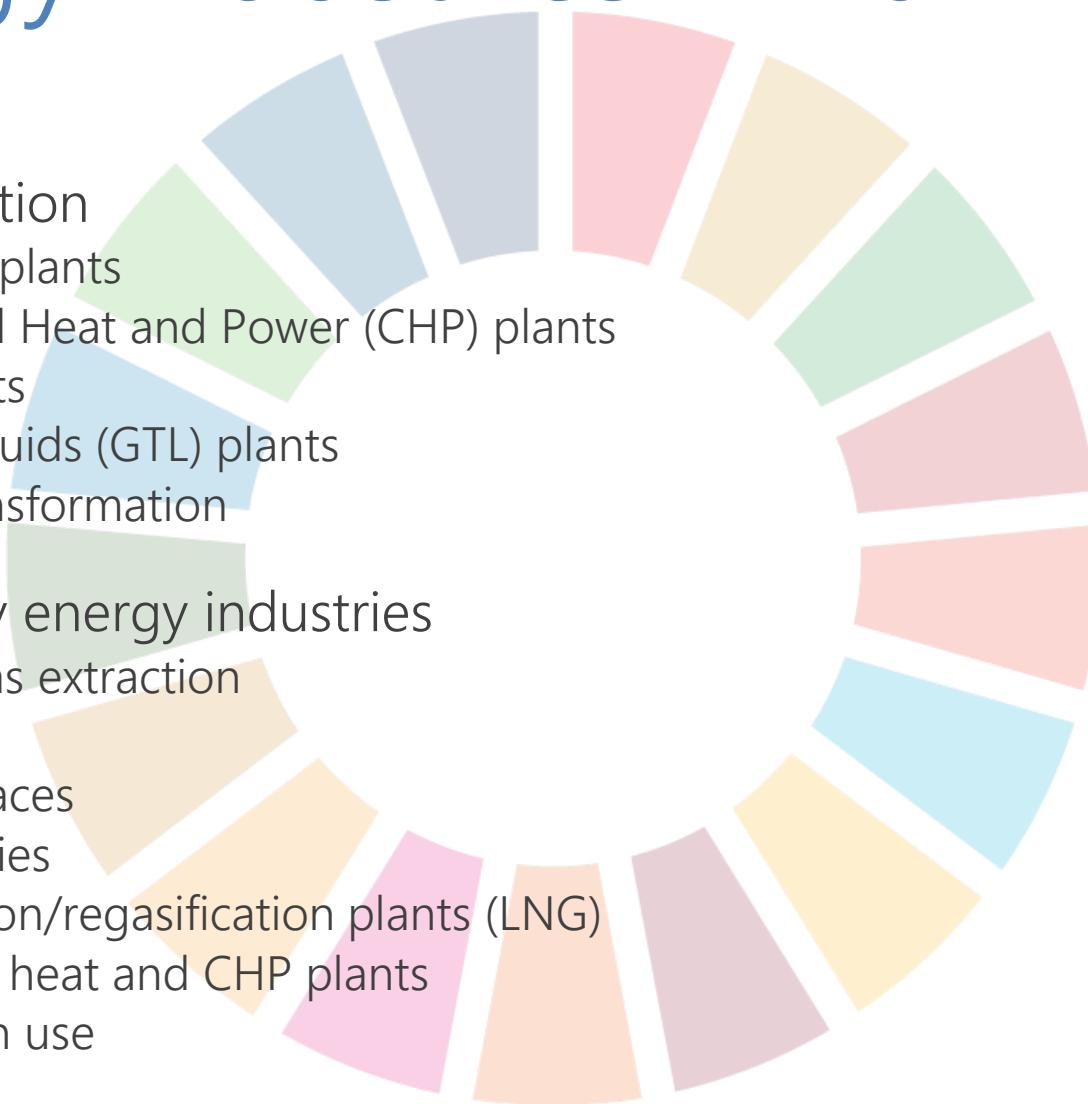 tion
plants
l Heat and Power (CHP) plants
ts
uids (GTL) plants
nsformation
y energy industries
as extraction
aces
ies
on/regasification plants (LNG)
heat and CHP plants
n use